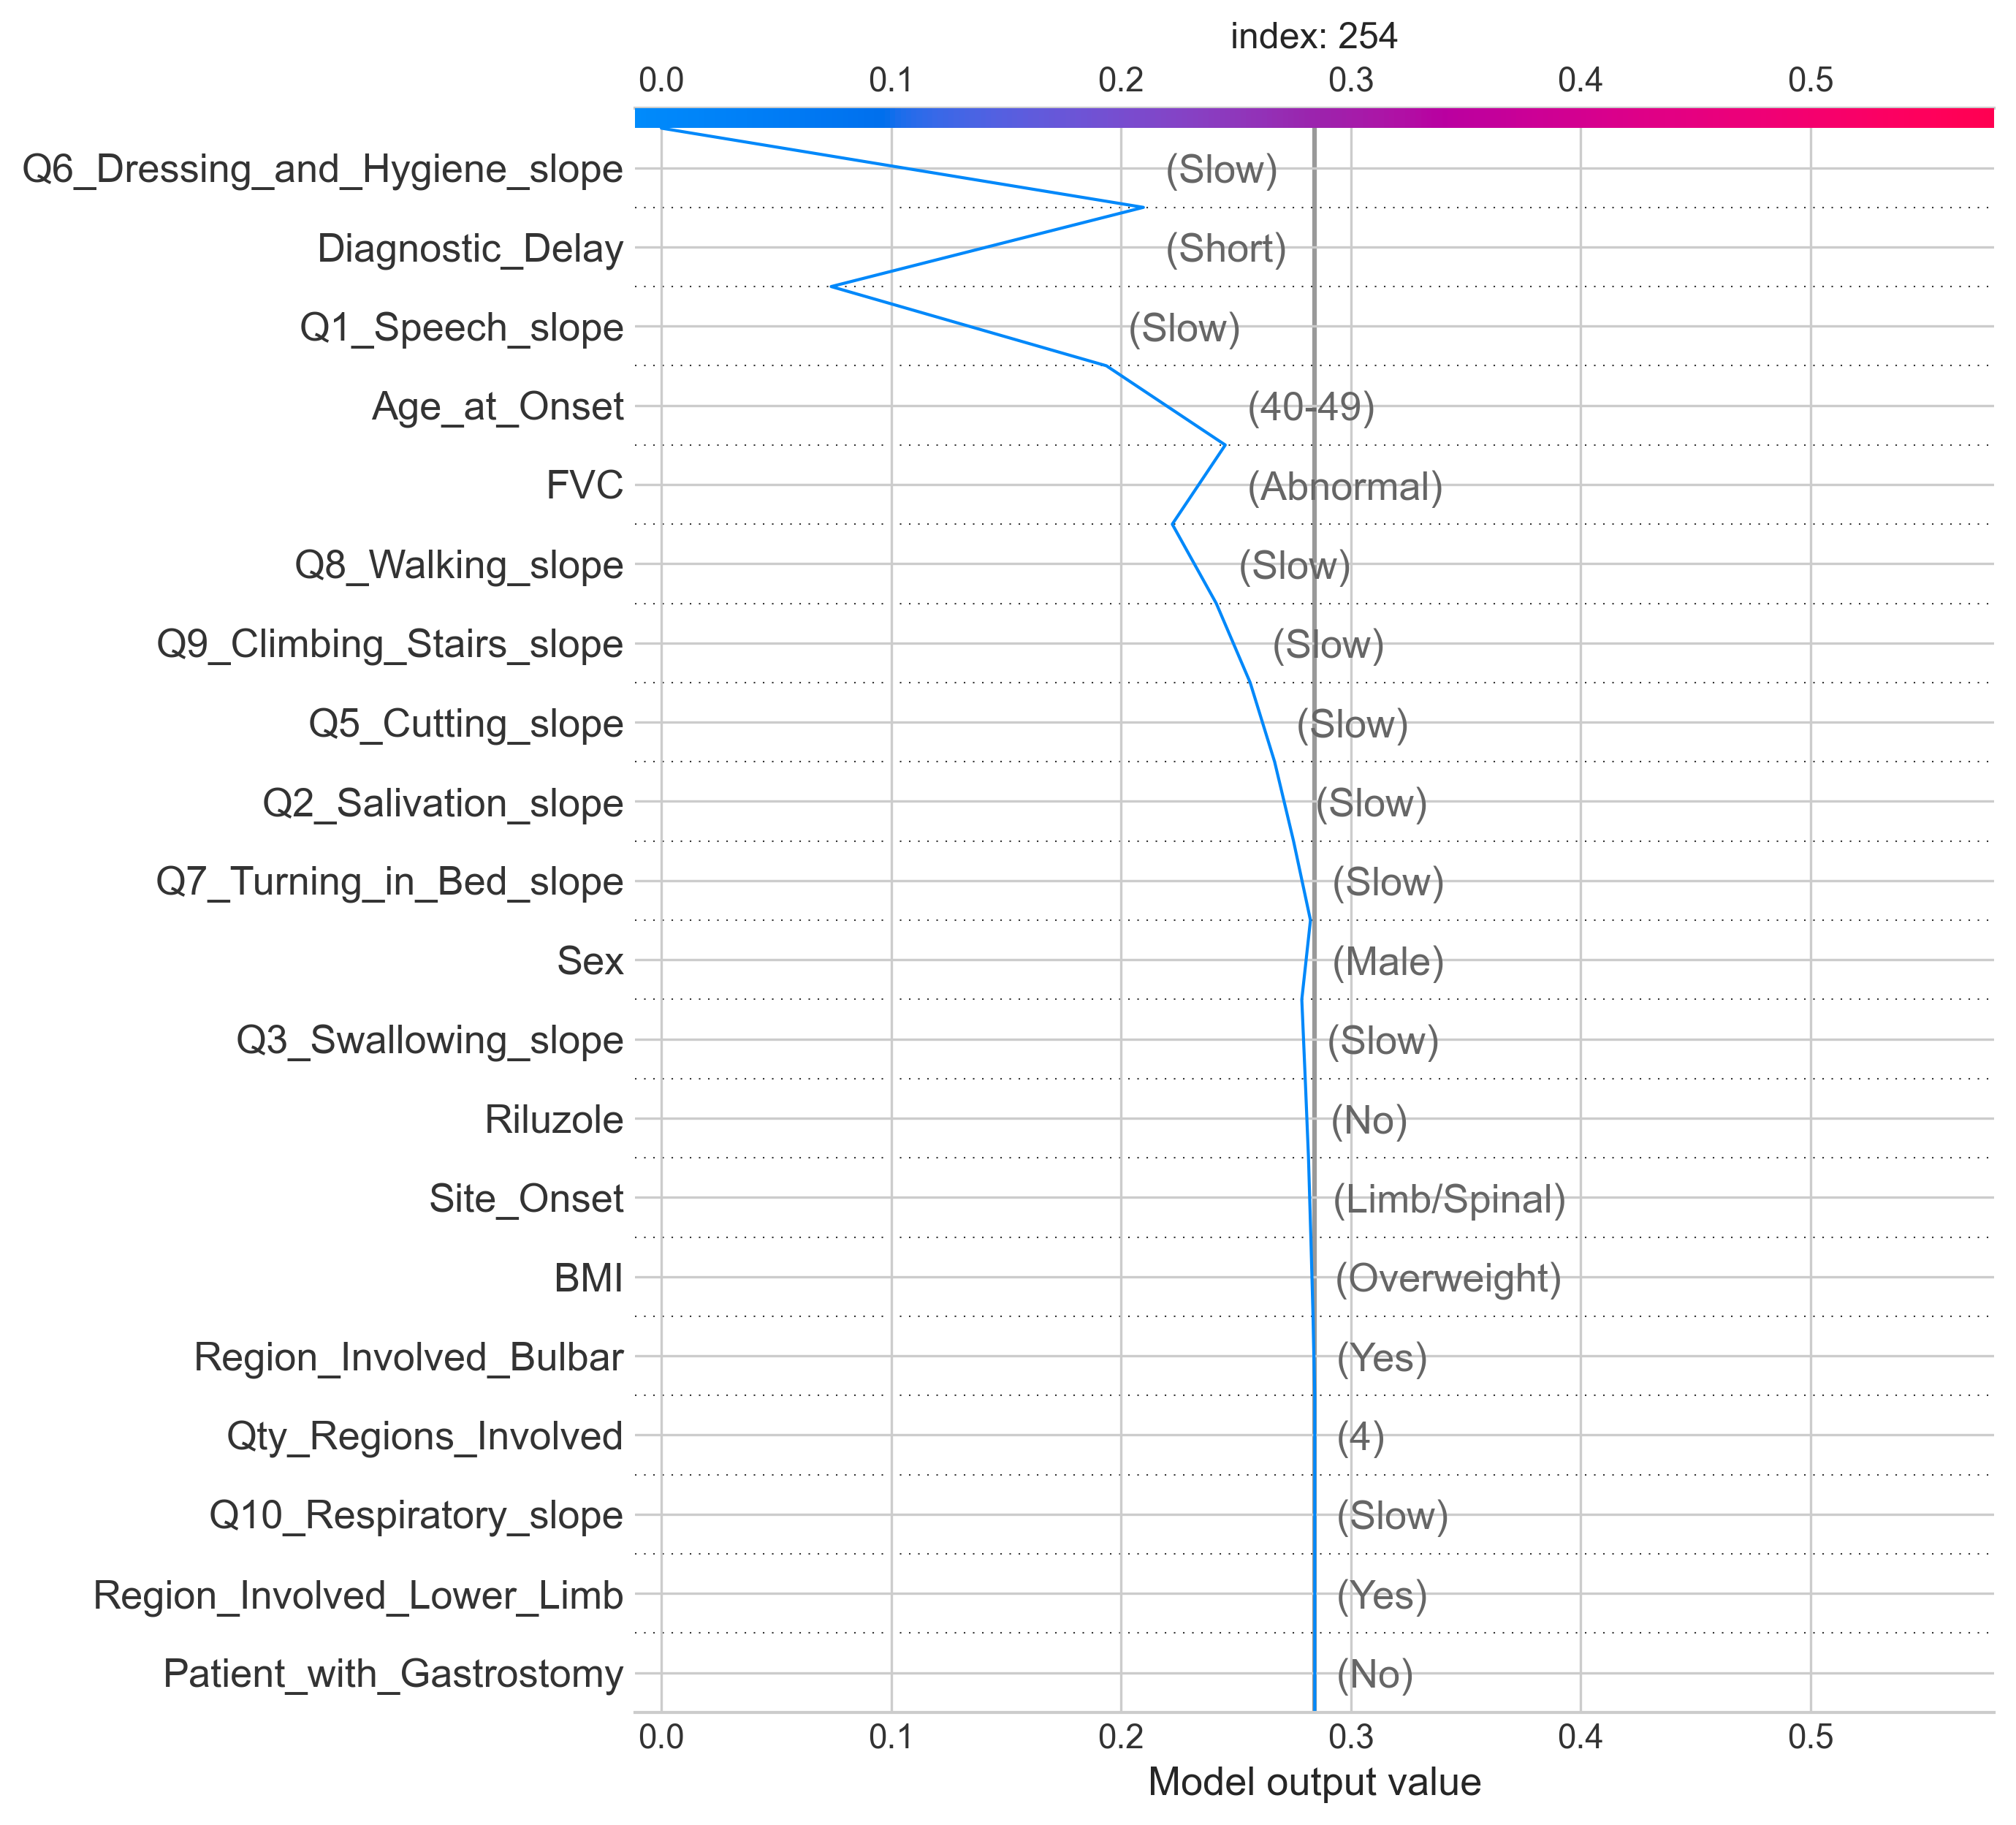 index: 254
0.0 0.1 0.2 0.3 0.4 0.5
Q6_Dressing_and_Hygiene_slope (Slow)
Diagnostic_Delay (Short)
Q1_Speech_slope (Slow)
Age_at_Onset (40-49)
FVC (Abnormal)
Q8_Walking_slope (Slow)
Q9_Climbing_Stairs_slope (Slow)
Q5_Cutting_slope (Slow)
Q2_Salivation_slope (Slow)
Q7_Turning_in_Bed_slope (Slow)
Sex (Male)
Q3_Swallowing_slope (Slow)
Riluzole (No)
Site_Onset (Limb/Spinal)
BMI (Overweight)
Region_Involved_Bulbar (Yes)
Qty_Regions_Involved (4)
Q10_Respiratory_slope (Slow)
Region_Involved_Lower_Limb (Yes)
Patient_with_Gastrostomy (No)
0.0 0.1 0.2 0.3 0.4 0.5
Model output value